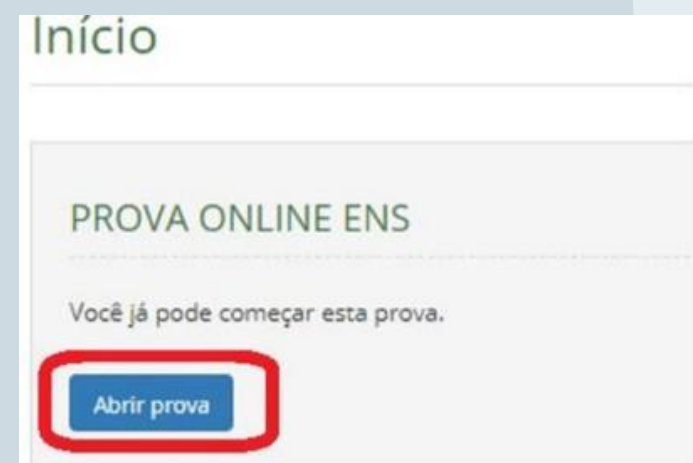 Início
PROVA ONLINE ENS
Você já pode começar esta prova.
Abrir prova